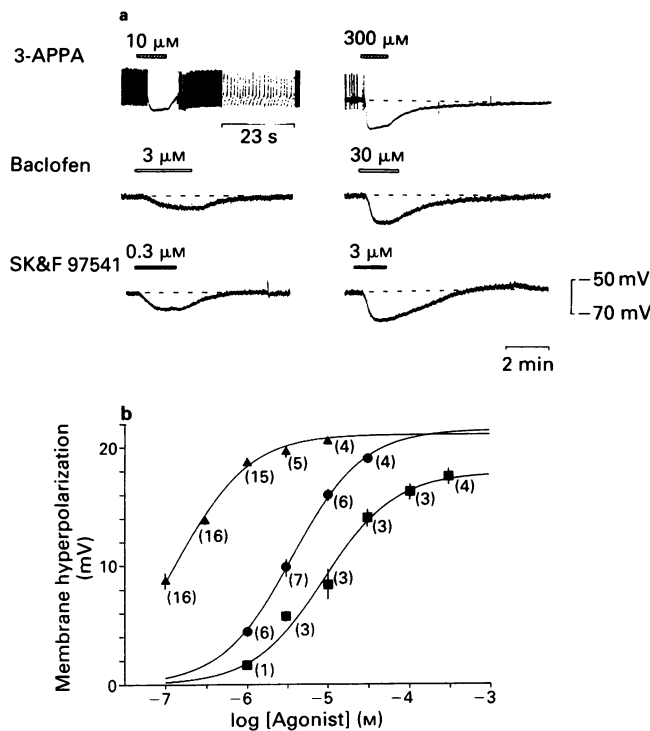 a
3-APPA
10 μM
300 μM
23 s
Baclofen
3 μM
30 μM
SK&F 97541
0.3 μM
3 μM
−50 mV
−70 mV
2 min
b
Membrane hyperpolarization
(mV)
20
10
0
(16)
(16)
(15)
(5)
(4)
(6)
(7)
(6)
(4)
(1)
(3)
(3)
(3)
(3)
(4)
−7
−6
−5
−4
−3
log [Agonist] (M)